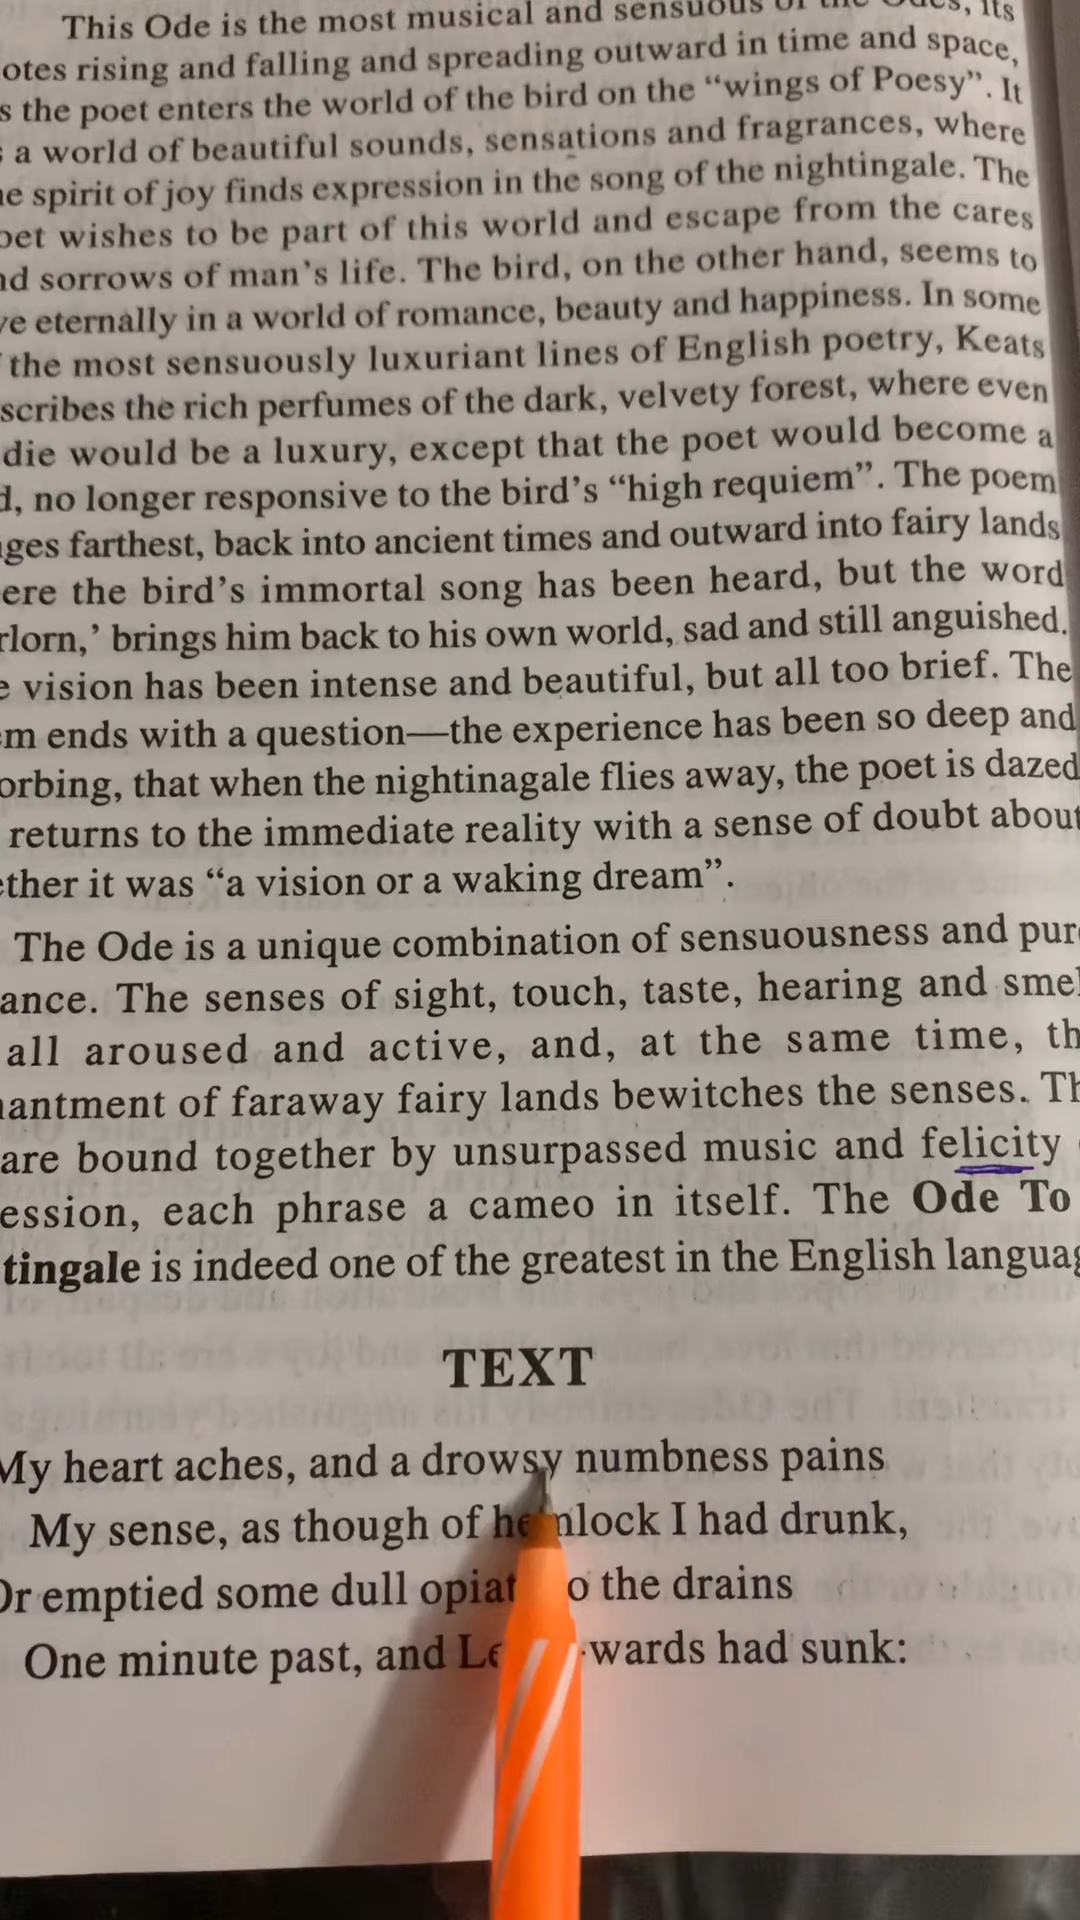 This Ode is the most musical and sensuous of the Odes, its
otes rising and falling and spreading outward in time and space,
s the poet enters the world of the bird on the “wings of Poesy”. It
a world of beautiful sounds, sensations and fragrances, where
e spirit of joy finds expression in the song of the nightingale. The
oet wishes to be part of this world and escape from the cares
nd sorrows of man’s life. The bird, on the other hand, seems to
ve eternally in a world of romance, beauty and happiness. In some
the most sensuously luxuriant lines of English poetry, Keats
scribes the rich perfumes of the dark, velvety forest, where even
die would be a luxury, except that the poet would become a
d, no longer responsive to the bird’s “high requiem”. The poem
ges farthest, back into ancient times and outward into fairy lands
ere the bird’s immortal song has been heard, but the word
rlorn,’ brings him back to his own world, sad and still anguished.
e vision has been intense and beautiful, but all too brief. The
m ends with a question—the experience has been so deep and
orbing, that when the nightinagale flies away, the poet is dazed
returns to the immediate reality with a sense of doubt about
ether it was “a vision or a waking dream”.
The Ode is a unique combination of sensuousness and pur
ance. The senses of sight, touch, taste, hearing and smel
all aroused and active, and, at the same time, th
antment of faraway fairy lands bewitches the senses. Th
are bound together by unsurpassed music and felicity
ession, each phrase a cameo in itself. The Ode To
tingale is indeed one of the greatest in the English languag
TEXT
My heart aches, and a drowsy numbness pains
My sense, as though of hemlock I had drunk,
Or emptied some dull opiat o the drains
One minute past, and Le wards had sunk: